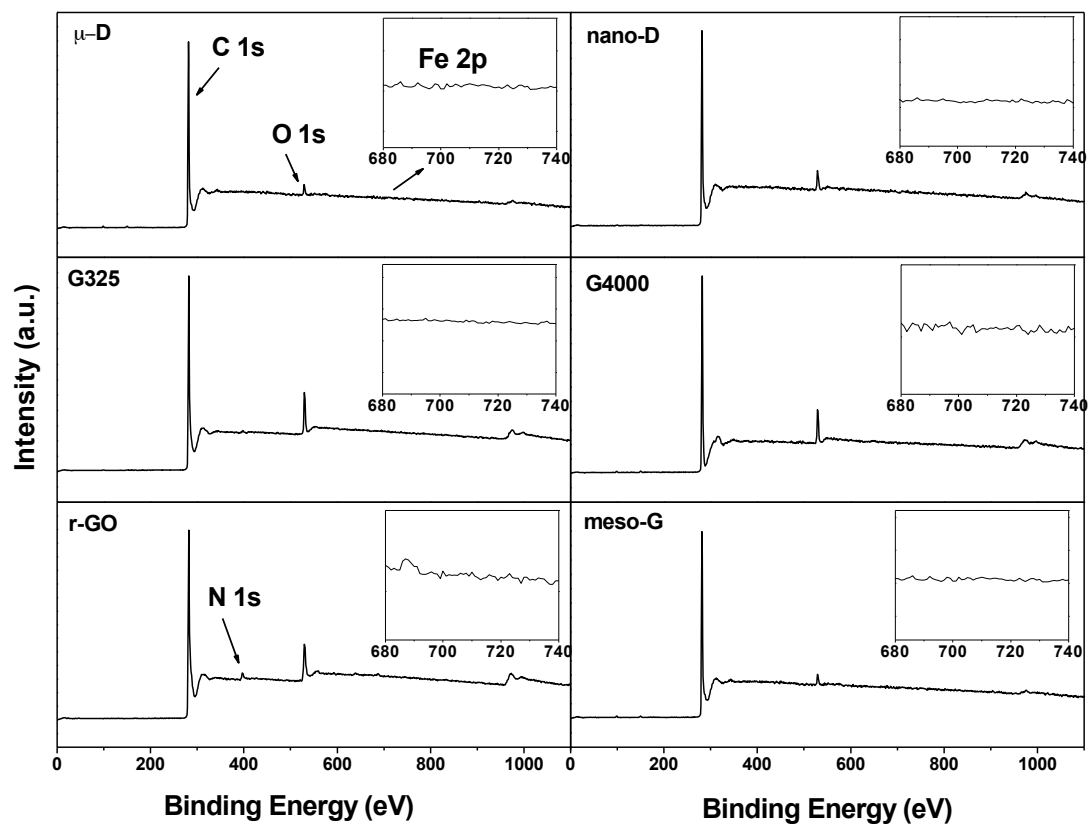 μ–D
C 1s
O 1s
Fe 2p
680 700 720 740
nano-D
680 700 720 740
G325
680 700 720 740
G4000
680 700 720 740
r-GO
N 1s
680 700 720 740
meso-G
680 700 720 740
Intensity (a.u.)
0 200 400 600 800 1000
0 200 400 600 800 1000
Binding Energy (eV)
Binding Energy (eV)